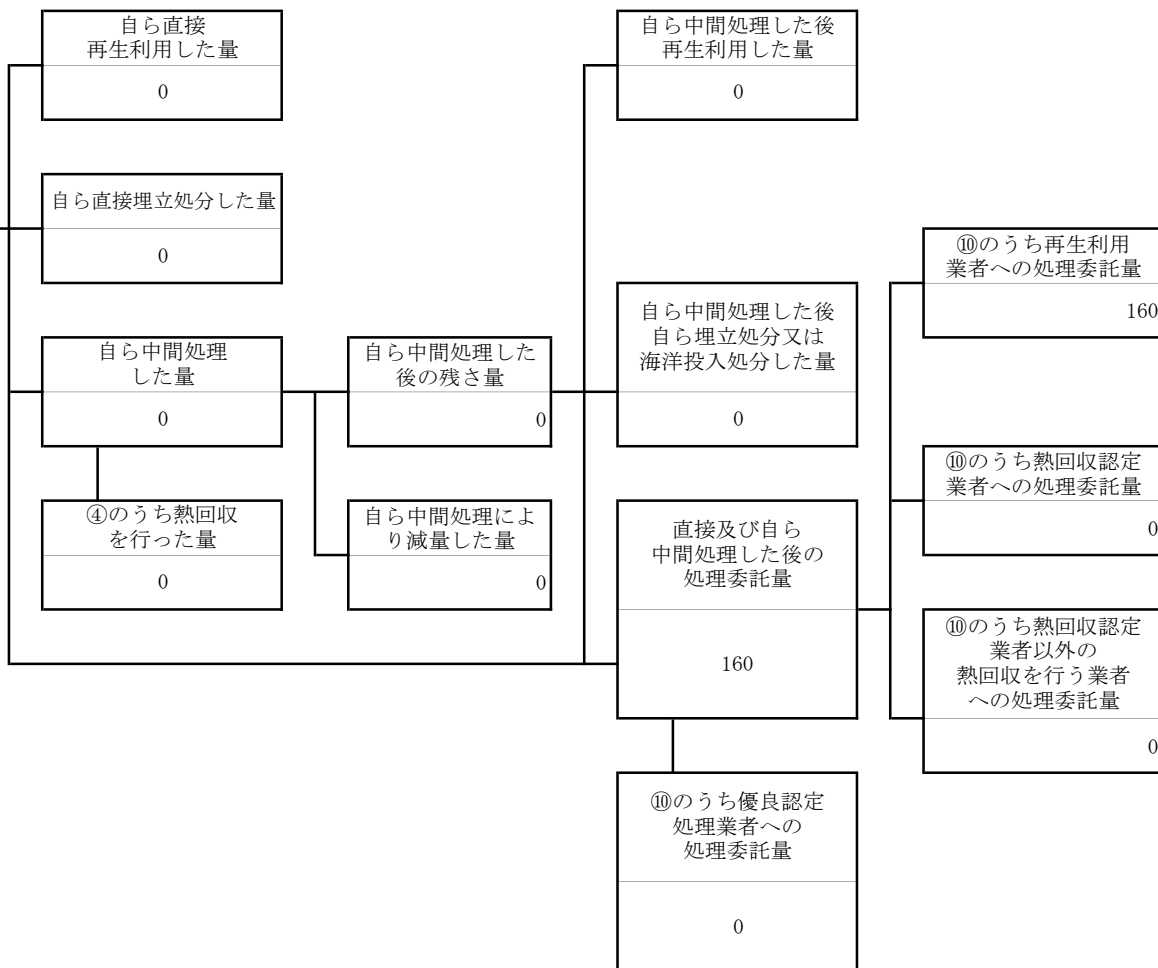 自ら直接
再生利用した量
0
自ら中間処理した後
再生利用した量
0
自ら直接埋立処分した量
0
⑩のうち再生利用
業者への処理委託量
160
自ら中間処理した後
自ら埋立処分又は
海洋投入処分した量
0
自ら中間処理
した量
0
自ら中間処理した
後の残さ量
0
⑩のうち熱回収認定
業者への処理委託量
0
④のうち熱回収
を行った量
0
自ら中間処理によ
り減量した量
0
直接及び自ら
中間処理した後の
処理委託量
160
⑩のうち熱回収認定
業者以外の
熱回収を行う業者
への処理委託量
0
⑩のうち優良認定
処理業者への
処理委託量
0